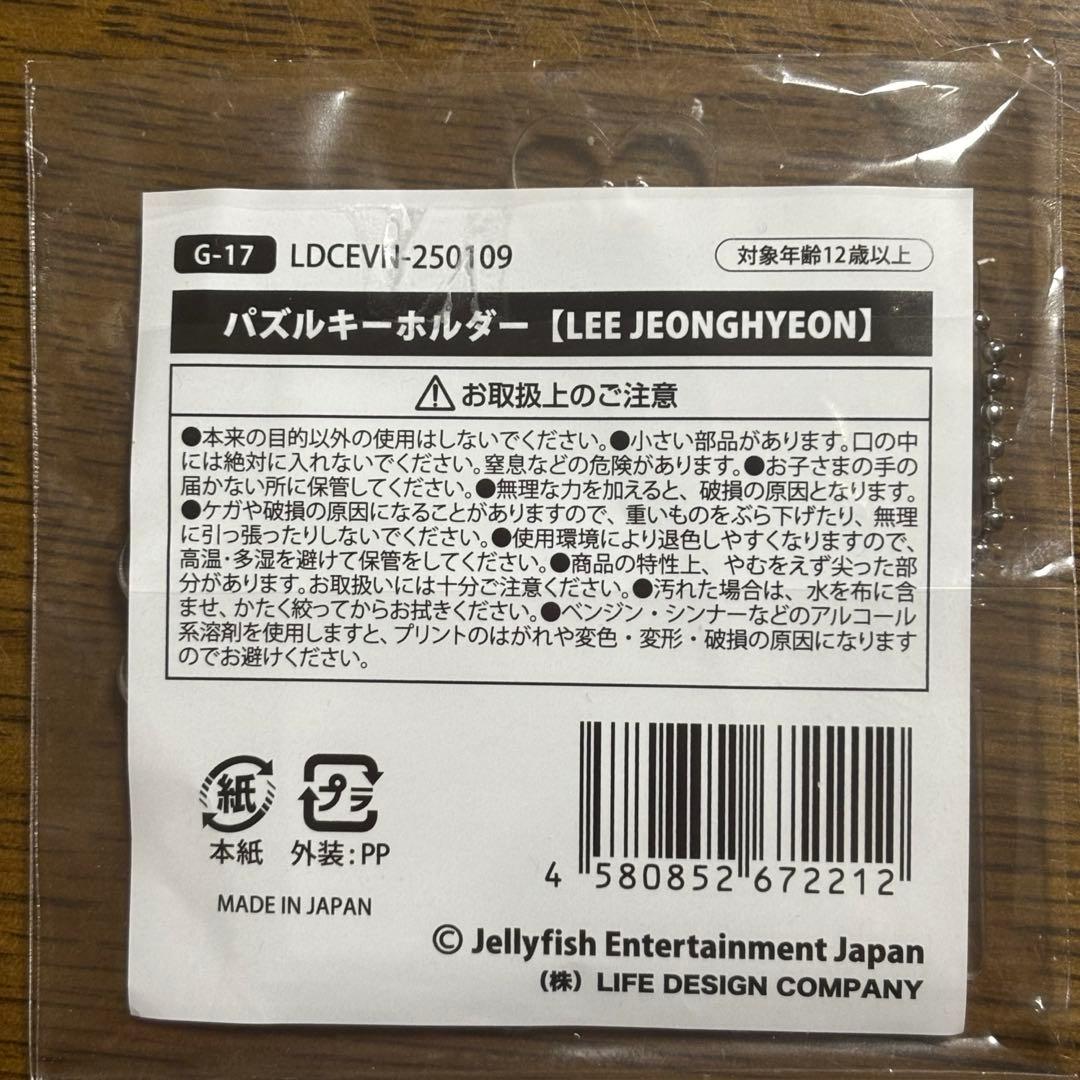 G-17 LDCEVN-250109 対象年齢12歳以上
パズルキーホルダー【LEE JEONGHYEON】
お取扱上のご注意
●本来の目的以外の使用はしないでください。●小さい部品があります。口の中
には絶対に入れないでください。窒息などの危険があります。●お子さまの手の
届かない所に保管してください。●無理な力を加えると、破損の原因となります。
●ケガや破損の原因になることがありますので、重いものをぶら下げたり、無理
に引っ張たりしないでください。●使用環境により退色しやすくなりますので、
高温・多湿を避けて保管をしてください。●商品の特性上、やむをえず尖った部
分があります。お取扱いには十分ご注意ください。●汚れた場合は、水を布に含
ませ、かたく絞ってからお拭きください。●ベンジン・シンナーなどのアルコール
系溶剤を使用しますと、プリントのはがれや変色・変形・破損の原因になります
のでお避けください。
紙 プラ
本紙 外装:PP
MADE IN JAPAN
4 580852 672212
© Jellyfish Entertainment Japan
(株) LIFE DESIGN COMPANY